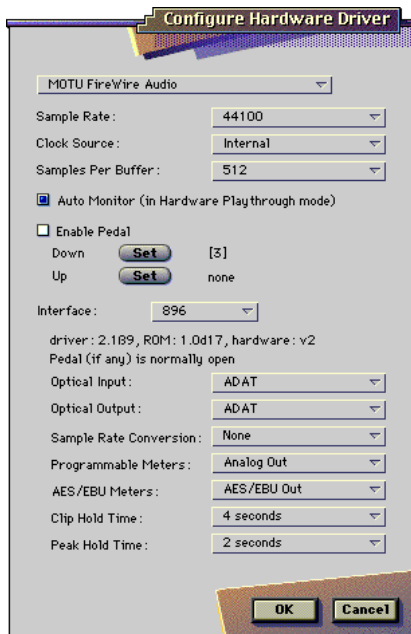 Configure Hardware Driver
MOTU FireWire Audio
Sample Rate: 44100
Clock Source: Internal
Samples Per Buffer: 512
Auto Monitor (in Hardware Playthrough mode)
Enable Pedal
Down Set [3]
Up Set none
Interface: 896
driver: 2.1B9, ROM: 1.0d17, hardware: v2
Pedal (if any) is normally open
Optical Input: ADAT
Optical Output: ADAT
Sample Rate Conversion: None
Programmable Meters: Analog Out
AES/EBU Meters: AES/EBU Out
Clip Hold Time: 4 seconds
Peak Hold Time: 2 seconds
OK Cancel